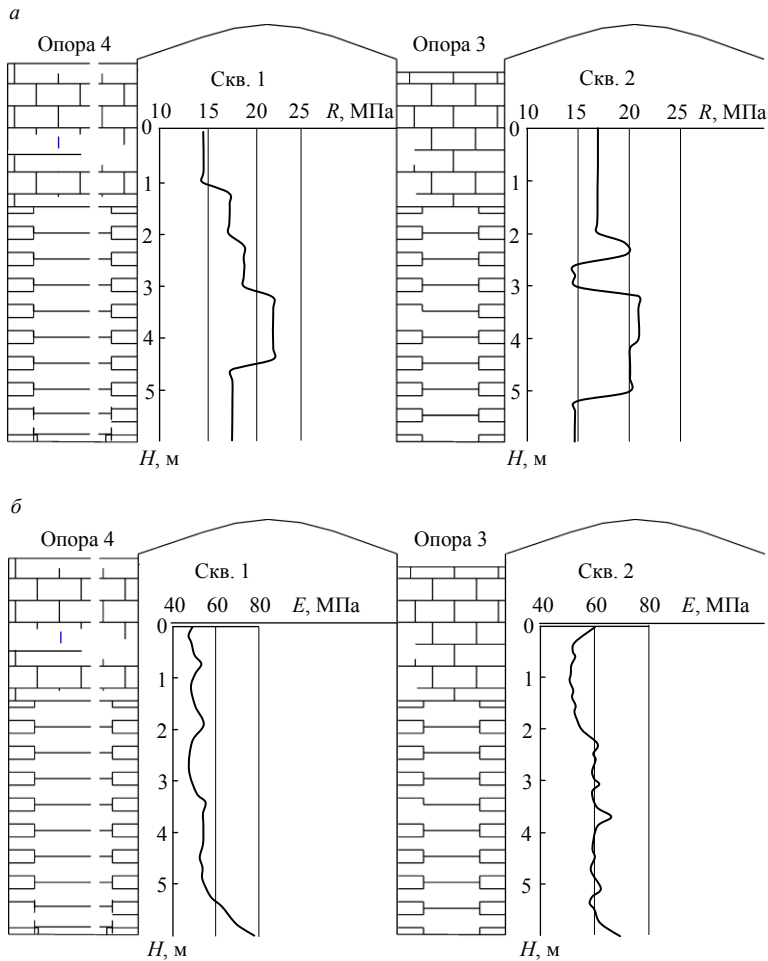 а
Опора 4
Опора 3
Скв. 1
Скв. 2
10 15 20 25 R, МПа
10 15 20 25 R, МПа
0
1
2
3
4
5
H, м
0
1
2
3
4
5
H, м
б
Опора 4
Опора 3
Скв. 1
Скв. 2
40 60 80 E, МПа
40 60 80 E, МПа
0
1
2
3
4
5
H, м
0
1
2
3
4
5
H, м